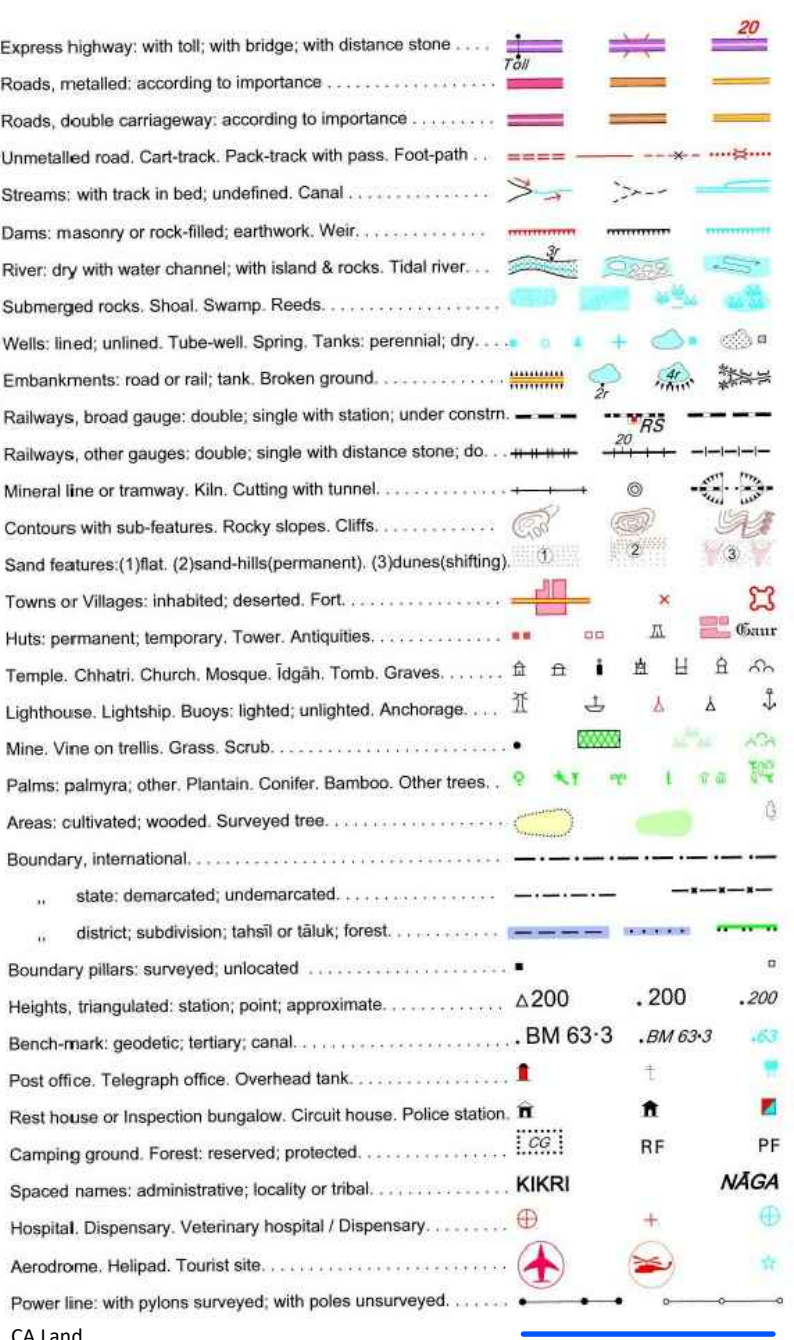 20
Express highway: with toll; with bridge; with distance stone . . . .
Toll
Roads, metalled: according to importance . . . . . . . . . . . . . . . . .
Roads, double carriageway: according to importance . . . . . . . . .
Unmetalled road. Cart-track. Pack-track with pass. Foot-path . .
Streams: with track in bed; undefined. Canal . . . . . . . . . . . . . . .
Dams: masonry or rock-filled; earthwork. Weir. . . . . . . . . . . . . .
3r
River: dry with water channel; with island & rocks. Tidal river. . .
Submerged rocks. Shoal. Swamp. Reeds. . . . . . . . . . . . . . . . . . .
Wells: lined; unlined. Tube-well. Spring. Tanks: perennial; dry. . . .
Embankments: road or rail; tank. Broken ground. . . . . . . . . . . . . 4r
2r
Railways, broad gauge: double; single with station; under constrn. RS
20
Railways, other gauges: double; single with distance stone; do. . .
Mineral line or tramway. Kiln. Cutting with tunnel. . . . . . . . . . . . .
Contours with sub-features. Rocky slopes. Cliffs. . . . . . . . . . . . .
Sand features:(1)flat. (2)sand-hills(permanent). (3)dunes(shifting). 1 2 3
Towns or Villages: inhabited; deserted. Fort. . . . . . . . . . . . . . . . .
Huts: permanent; temporary. Tower. Antiquities. . . . . . . . . . . . . . Gaur
Temple. Chhatri. Church. Mosque. Īdgāh. Tomb. Graves. . . . . . .
Lighthouse. Lightship. Buoys: lighted; unlighted. Anchorage. . . .
Mine. Vine on trellis. Grass. Scrub. . . . . . . . . . . . . . . . . . . . . . . .
Palms: palmyra; other. Plantain. Conifer. Bamboo. Other trees. .
Areas: cultivated; wooded. Surveyed tree. . . . . . . . . . . . . . . . . . .
Boundary, international. . . . . . . . . . . . . . . . . . . . . . . . . . . . . . . .
,, state: demarcated; undemarcated. . . . . . . . . . . . . . . . .
,, district; subdivision; tahsīl or tāluk; forest. . . . . . . . . . . .
Boundary pillars: surveyed; unlocated . . . . . . . . . . . . . . . . . . . .
Heights, triangulated: station; point; approximate. . . . . . . . . . . . △200 .200 .200
Bench-mark: geodetic; tertiary; canal. . . . . . . . . . . . . . . . . . . . . . . BM 63·3 .BM 63·3 .63
Post office. Telegraph office. Overhead tank. . . . . . . . . . . . . . . . .
Rest house or Inspection bungalow. Circuit house. Police station.
Camping ground. Forest: reserved; protected. . . . . . . . . . . . . . . . CG RF PF
Spaced names: administrative; locality or tribal. . . . . . . . . . . . . . KIKRI NĀGA
Hospital. Dispensary. Veterinary hospital / Dispensary. . . . . . . . .
Aerodrome. Helipad. Tourist site. . . . . . . . . . . . . . . . . . . . . . . . .
Power line: with pylons surveyed; with poles unsurveyed. . . . . . .
CA Land